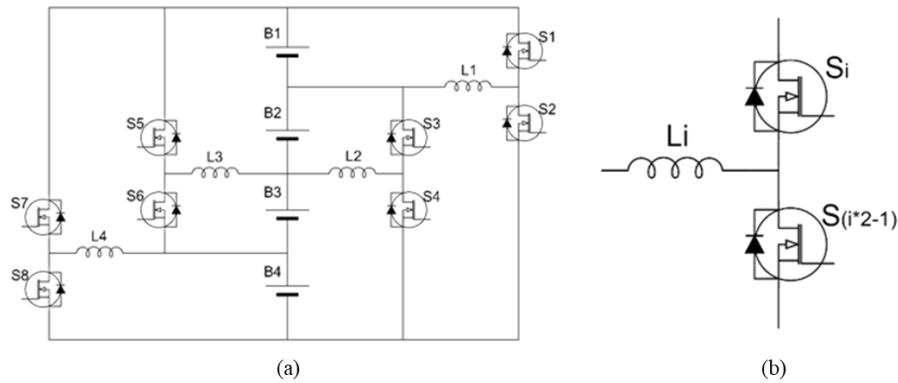 B1
S1
L1
S2
B2
S5
S3
L3
L2
S6
B3
S4
S7
L4
S8
B4
(a)
Si
Li
S(i*2-1)
(b)